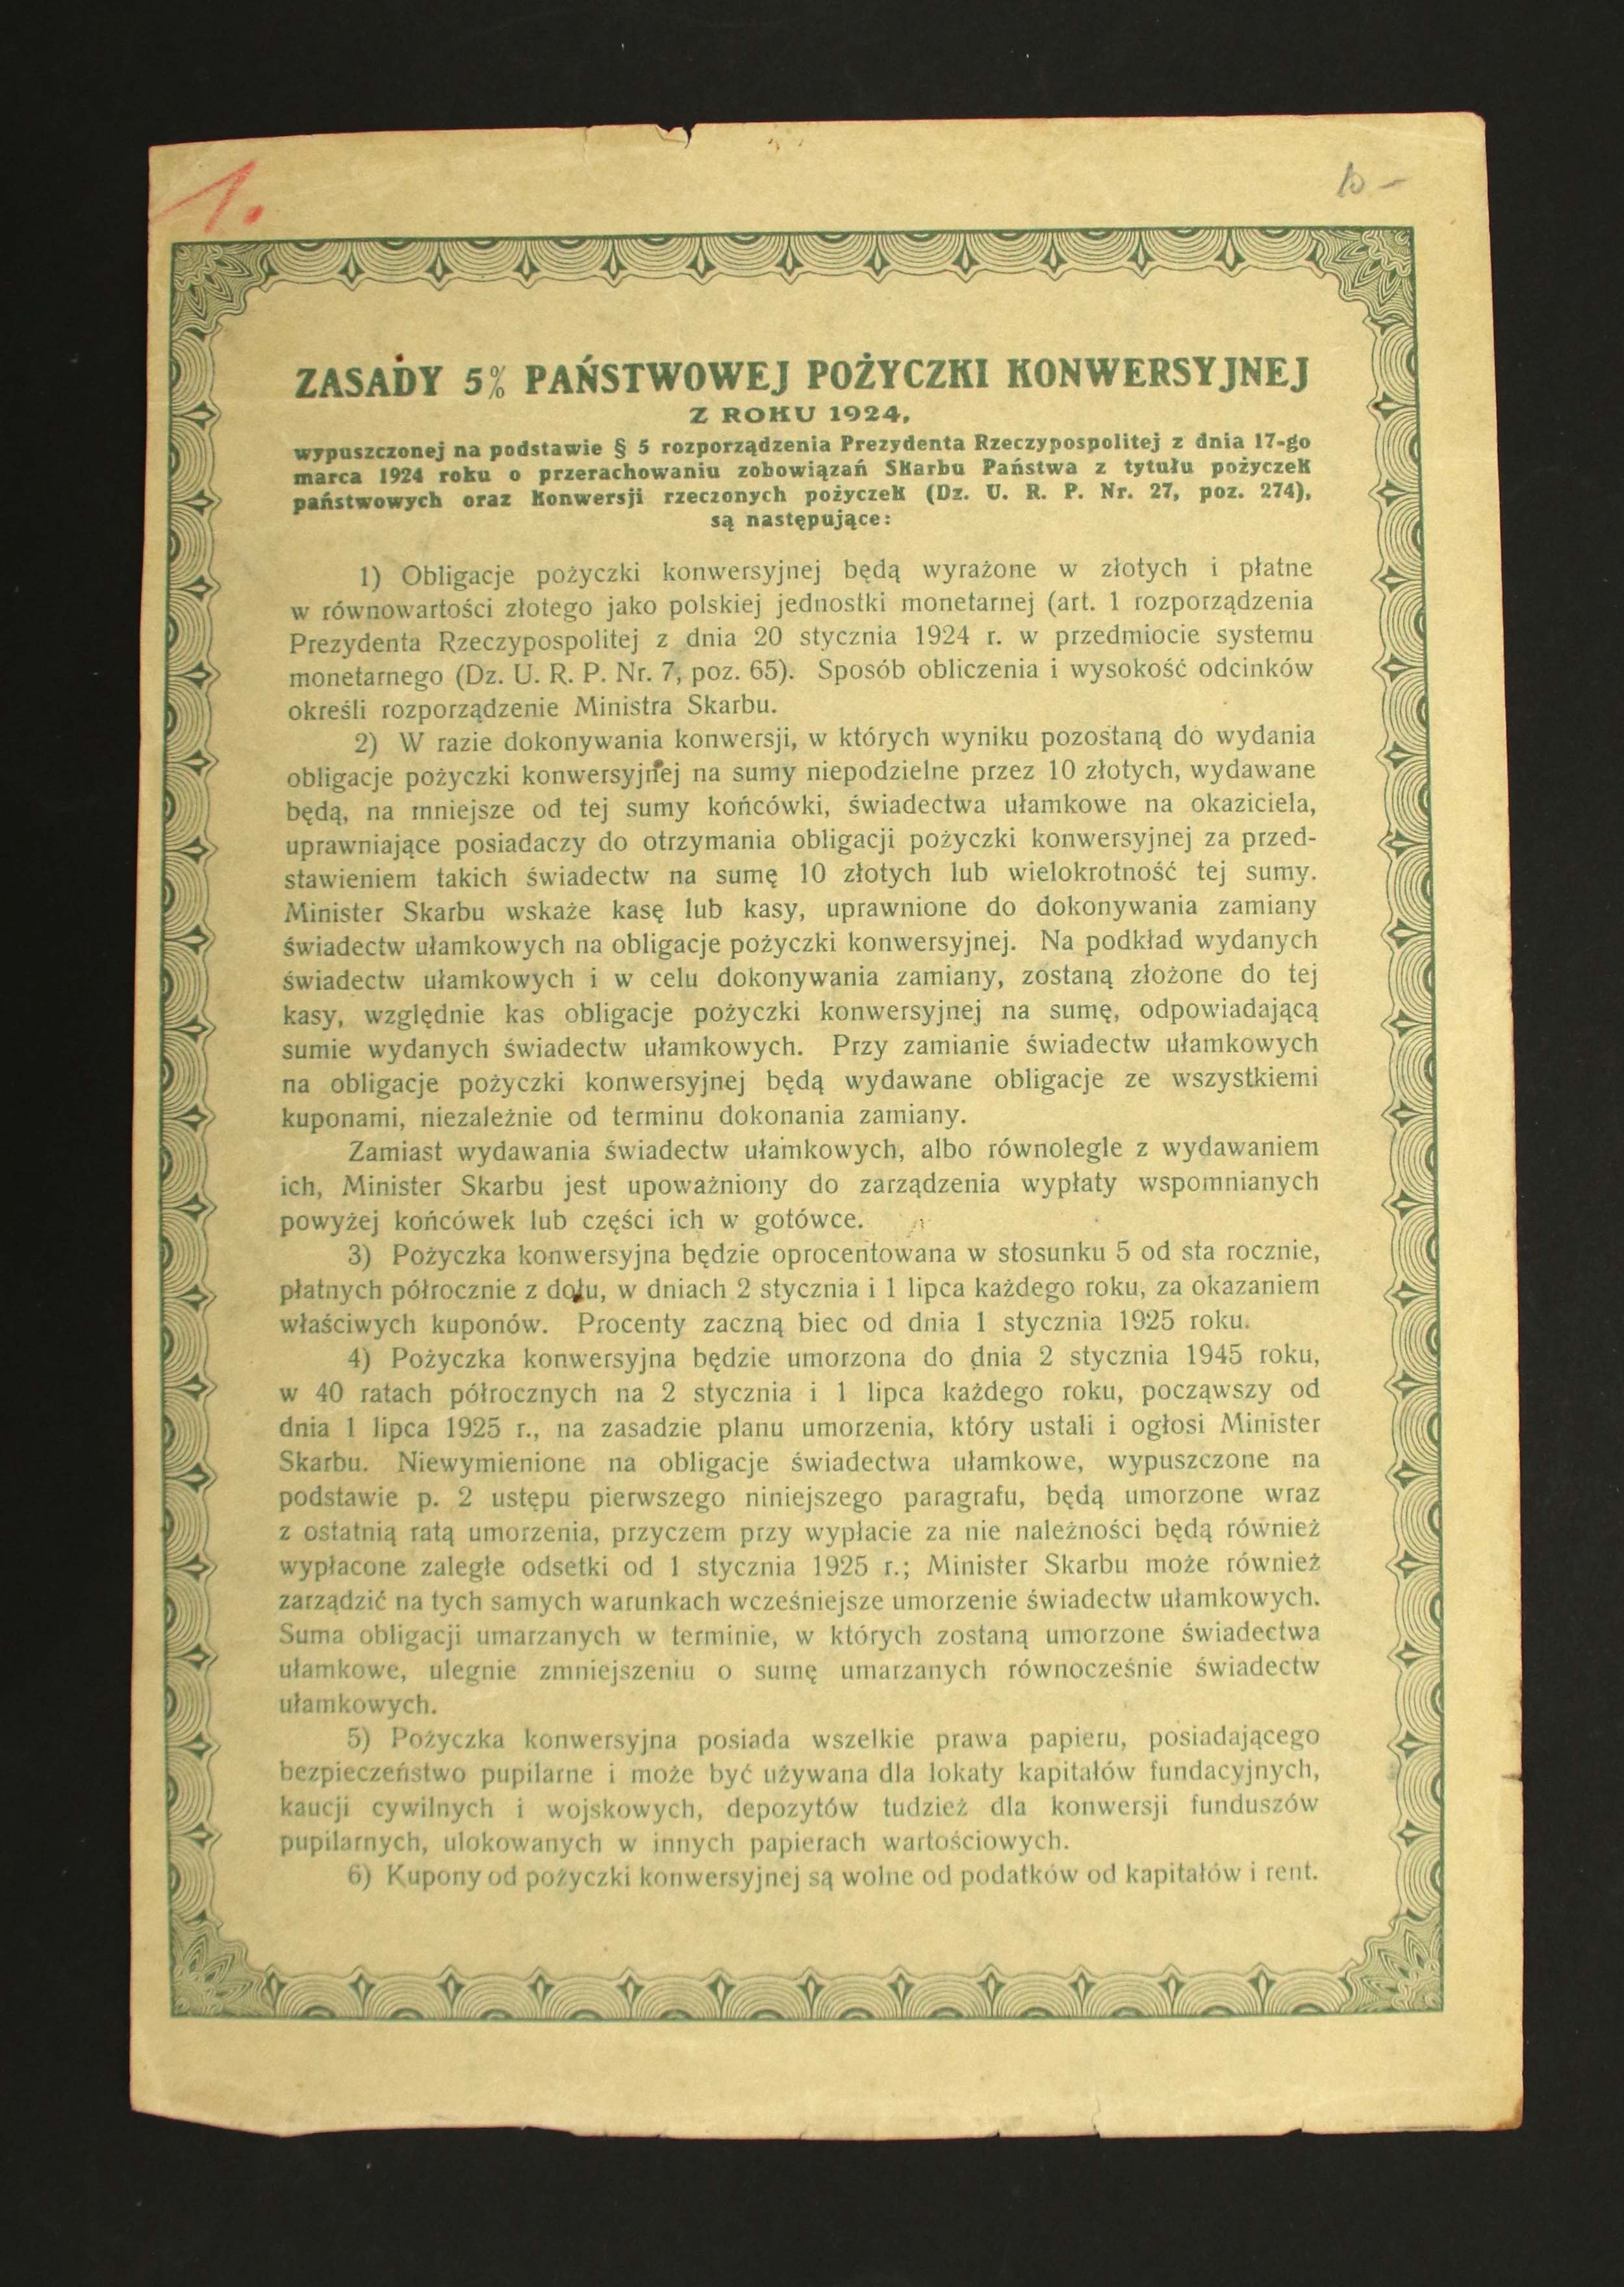 1.
10 –
ZASADY 5% PAŃSTWOWEJ POŻYCZKI KONWERSYJNEJ
Z ROKU 1924,
wypuszczonej na podstawie § 5 rozporządzenia Prezydenta Rzeczypospolitej z dnia 17-go
marca 1924 roku o przerachowaniu zobowiązań Skarbu Państwa z tytułu pożyczek
państwowych oraz konwersji rzeczonych pożyczek (Dz. U. R. P. Nr. 27, poz. 274),
są następujące:
1) Obligacje pożyczki konwersyjnej będą wyrażone w złotych i płatne
w równowartości złotego jako polskiej jednostki monetarnej (art. 1 rozporządzenia
Prezydenta Rzeczypospolitej z dnia 20 stycznia 1924 r. w przedmiocie systemu
monetarnego (Dz. U. R. P. Nr. 7, poz. 65). Sposób obliczenia i wysokość odcinków
określi rozporządzenie Ministra Skarbu.
2) W razie dokonywania konwersji, w których wyniku pozostaną do wydania
obligacje pożyczki konwersyjnej na sumy niepodzielne przez 10 złotych, wydawane
będą, na mniejsze od tej sumy końcówki, świadectwa ułamkowe na okaziciela,
uprawniające posiadaczy do otrzymania obligacji pożyczki konwersyjnej za przed-
stawieniem takich świadectw na sumę 10 złotych lub wielokrotność tej sumy.
Minister Skarbu wskaże kasę lub kasy, uprawnione do dokonywania zamiany
świadectw ułamkowych na obligacje pożyczki konwersyjnej. Na podkład wydanych
świadectw ułamkowych i w celu dokonywania zamiany, zostaną złożone do tej
kasy, względnie kas obligacje pożyczki konwersyjnej na sumę, odpowiadającą
sumie wydanych świadectw ułamkowych. Przy zamianie świadectw ułamkowych
na obligacje pożyczki konwersyjnej będą wydawane obligacje ze wszystkiemi
kuponami, niezależnie od terminu dokonania zamiany.
Zamiast wydawania świadectw ułamkowych, albo równolegle z wydawaniem
ich, Minister Skarbu jest upoważniony do zarządzenia wypłaty wspomnianych
powyżej końcówek lub części ich w gotówce.
3) Pożyczka konwersyjna będzie oprocentowana w stosunku 5 od sta rocznie,
płatnych półrocznie z dołu, w dniach 2 stycznia i 1 lipca każdego roku, za okazaniem
właściwych kuponów. Procenty zaczną biec od dnia 1 stycznia 1925 roku.
4) Pożyczka konwersyjna będzie umorzona do dnia 2 stycznia 1945 roku,
w 40 ratach półrocznych na 2 stycznia i 1 lipca każdego roku, począwszy od
dnia 1 lipca 1925 r., na zasadzie planu umorzenia, który ustali i ogłosi Minister
Skarbu. Niewymienione na obligacje świadectwa ułamkowe, wypuszczone na
podstawie p. 2 ustępu pierwszego niniejszego paragrafu, będą umorzone wraz
z ostatnią ratą umorzenia, przyczem przy wypłacie za nie należności będą również
wypłacone zaległe odsetki od 1 stycznia 1925 r.; Minister Skarbu może również
zarządzić na tych samych warunkach wcześniejsze umorzenie świadectw ułamkowych.
Suma obligacji umarzanych w terminie, w których zostaną umorzone świadectwa
ułamkowe, ulegnie zmniejszeniu o sumę umarzanych równocześnie świadectw
ułamkowych.
5) Pożyczka konwersyjna posiada wszelkie prawa papieru, posiadającego
bezpieczeństwo pupilarne i może być używana dla lokaty kapitałów fundacyjnych,
kaucji cywilnych i wojskowych, depozytów tudzież dla konwersji funduszów
pupilarnych, ulokowanych w innych papierach wartościowych.
6) Kupony od pożyczki konwersyjnej są wolne od podatków od kapitałów i rent.